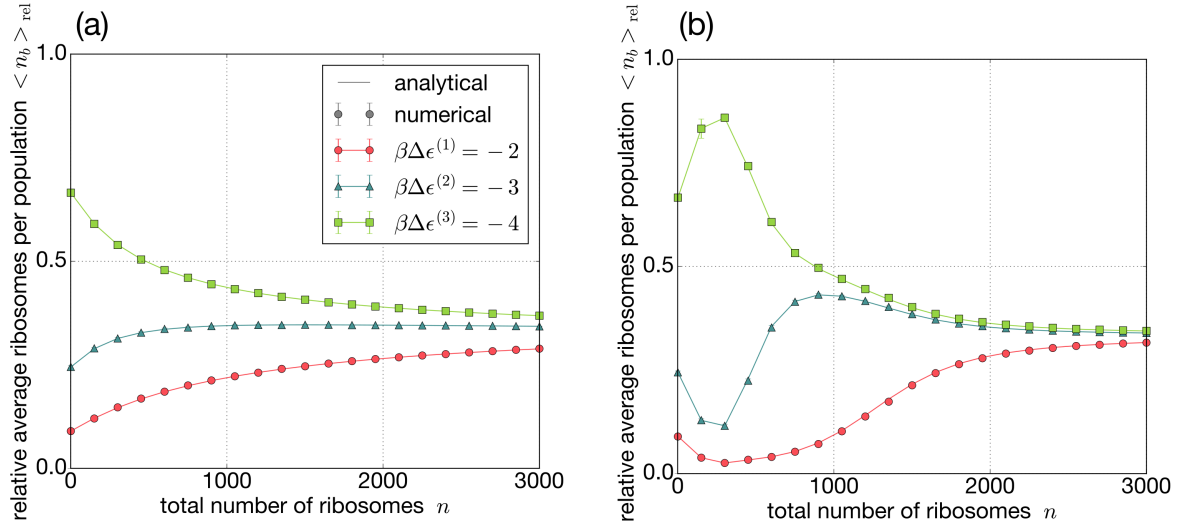 (a)
relative average ribosomes per population < n_b >_rel
1.0
0.5
0.0
0
1000
2000
3000
total number of ribosomes n
analytical
numerical
βΔϵ^(1) = −2
βΔϵ^(2) = −3
βΔϵ^(3) = −4
(b)
relative average ribosomes per population < n_b >_rel
1.0
0.5
0.0
0
1000
2000
3000
total number of ribosomes n